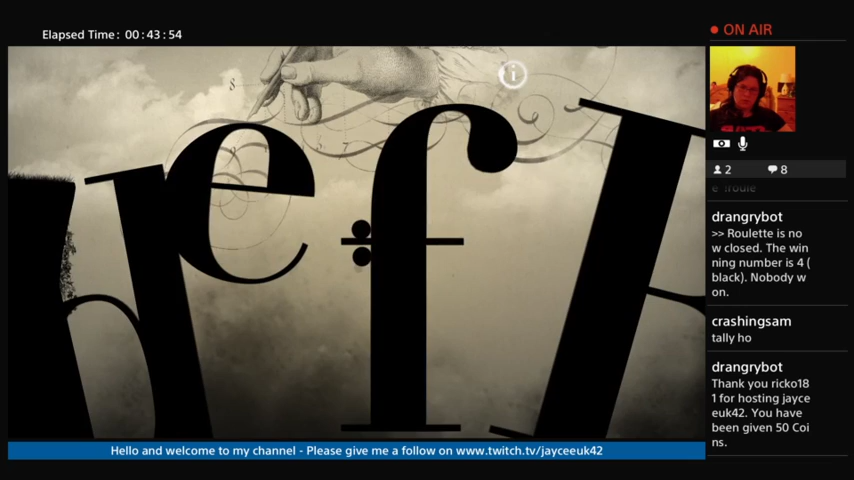 Elapsed Time: 00:43:54
ON AIR
i
e
f
2
8
drangrybot
>> Roulette is no
w closed. The win
ning number is 4 (
black). Nobody w
on.
crashingsam
tally ho
drangrybot
Thank you ricko18
1 for hosting jayce
euk42. You have
been given 50 Coi
ns.
Hello and welcome to my channel - Please give me a follow on www.twitch.tv/jayceeuk42